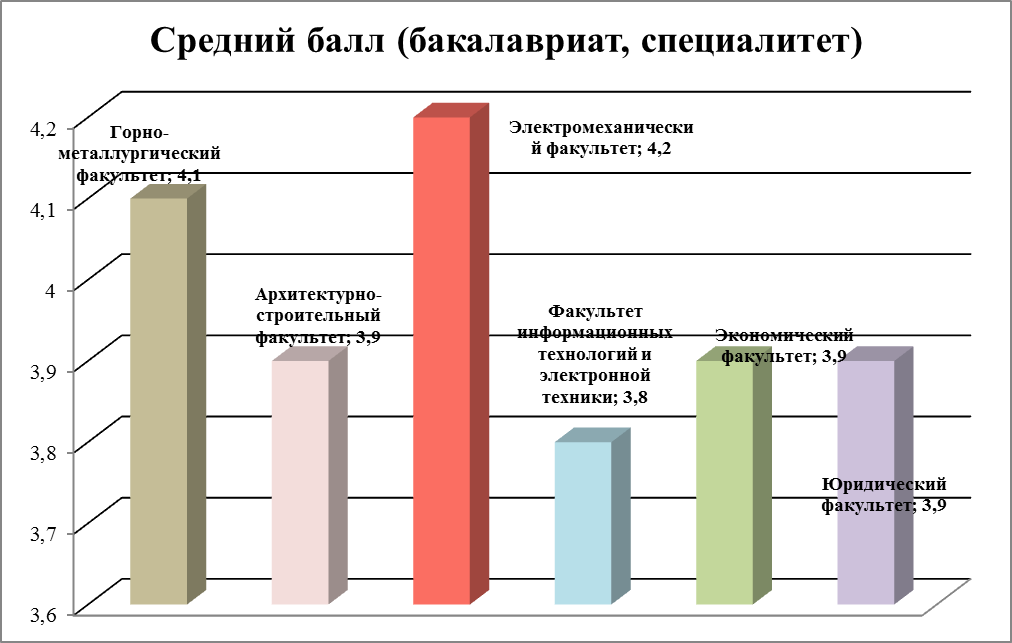 Средний балл (бакалавриат, специалитет)
4,2
4,1
4
3,9
3,8
3,7
3,6
Горно-
металлургический
факультет; 4,1
Архитектурно-
строительный
факультет; 3,9
Электромеханически
й факультет; 4,2
Факультет
информационных
технологий и
электронной
техники; 3,8
Экономический
факультет; 3,9
Юридический
факультет; 3,9